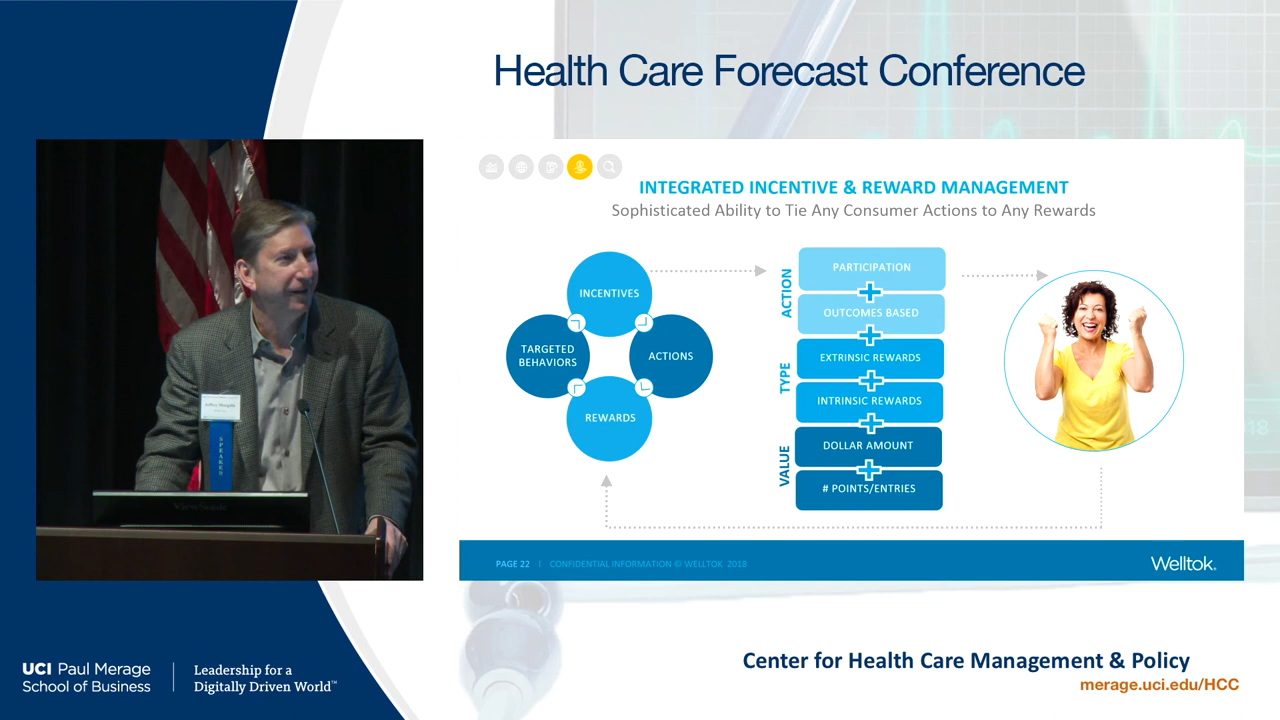 Health Care Forecast Conference
INTEGRATED INCENTIVE & REWARD MANAGEMENT
Sophisticated Ability to Tie Any Consumer Actions to Any Rewards
INCENTIVES
TARGETED
BEHAVIORS
ACTIONS
REWARDS
ACTION
PARTICIPATION
OUTCOMES BASED
TYPE
EXTRINSIC REWARDS
INTRINSIC REWARDS
VALUE
DOLLAR AMOUNT
# POINTS/ENTRIES
SPEAKER
ViewSonic
PAGE 22 | CONFIDENTIAL INFORMATION © WELLTOK 2018
Welltok.
UCI Paul Merage
School of Business
Leadership for a
Digitally Driven World™
Center for Health Care Management & Policy
merage.uci.edu/HCC